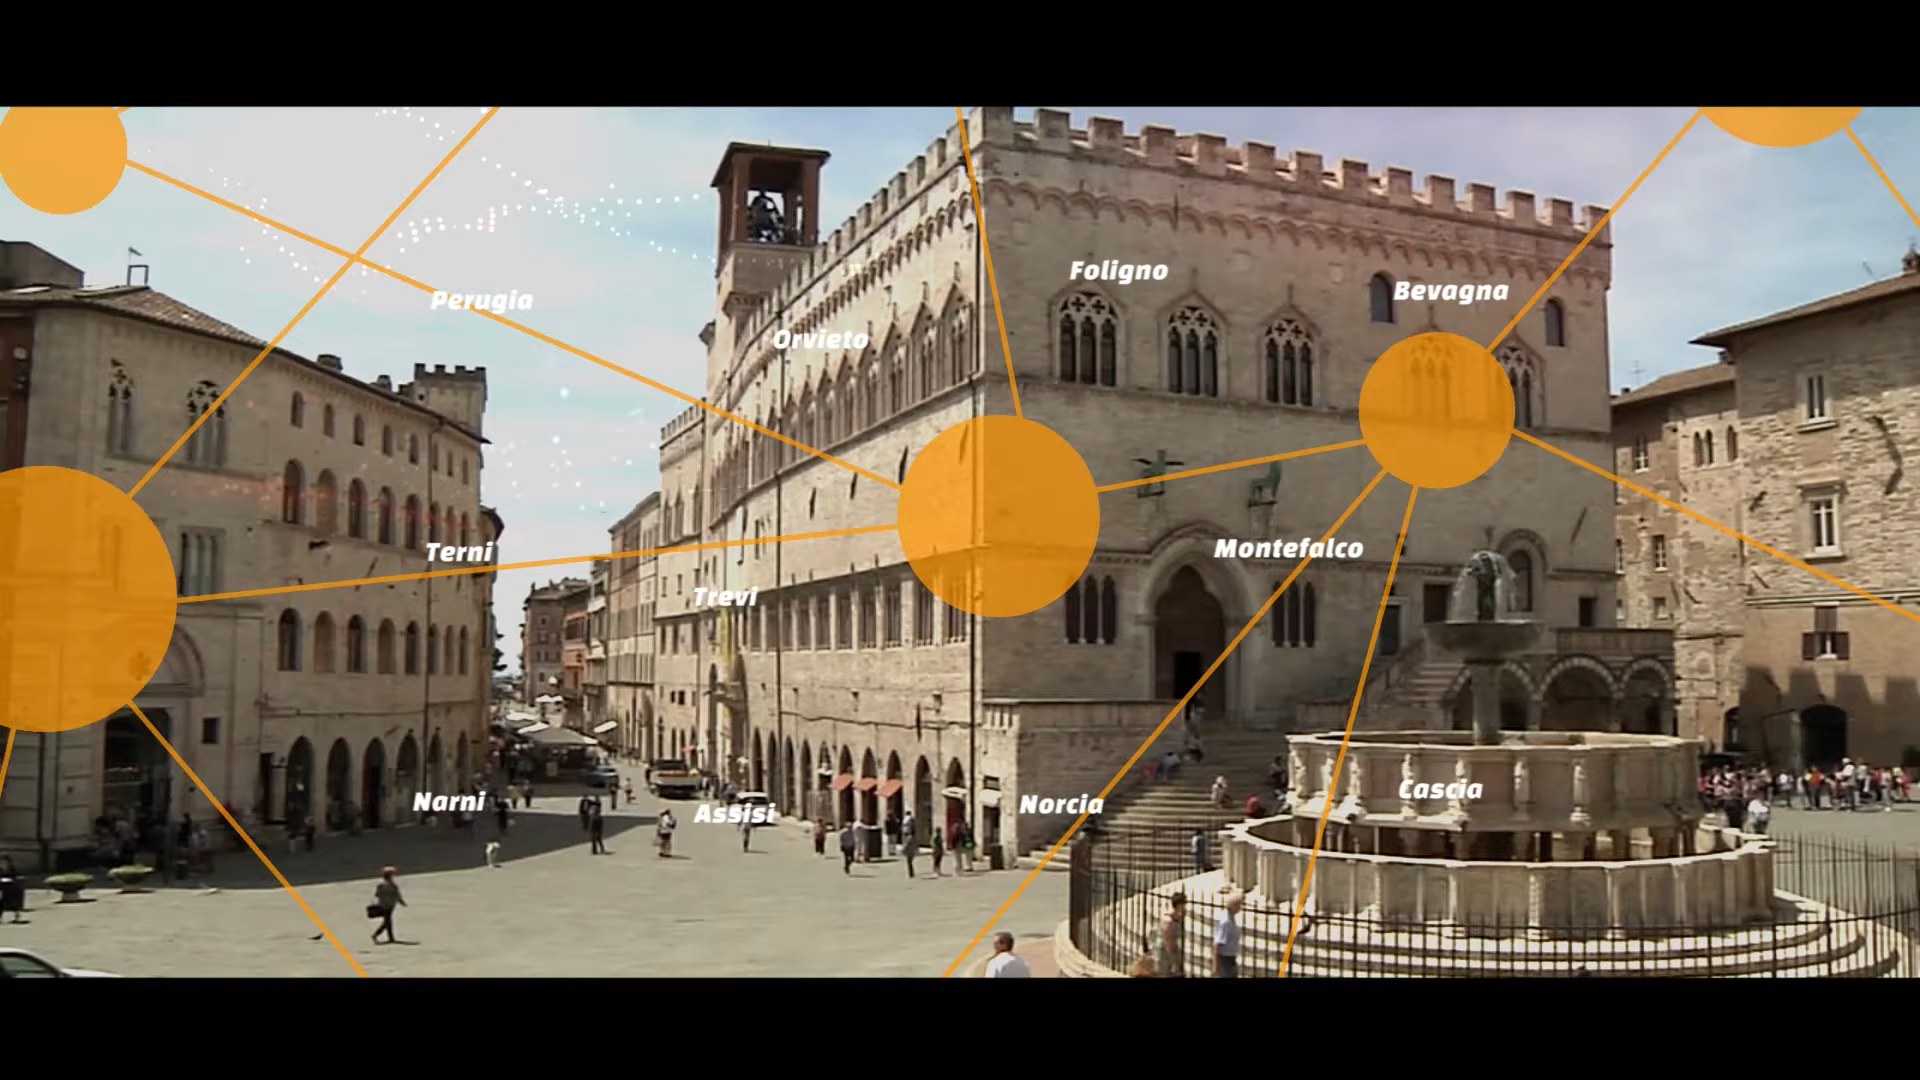 Foligno
Bevagna
Perugia
Orvieto
Terni
Montefalco
Trevi
Narni
Assisi
Norcia
Cascia